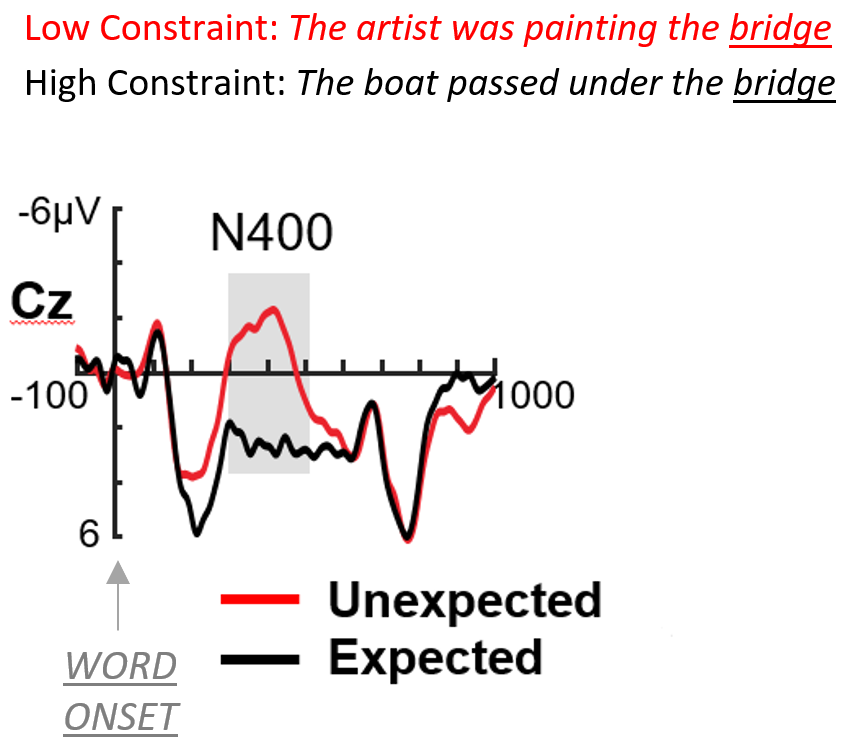 Low Constraint: The artist was painting the bridge
High Constraint: The boat passed under the bridge
-6µV
N400
Cz
-100
1000
6
Unexpected
Expected
WORD
ONSET